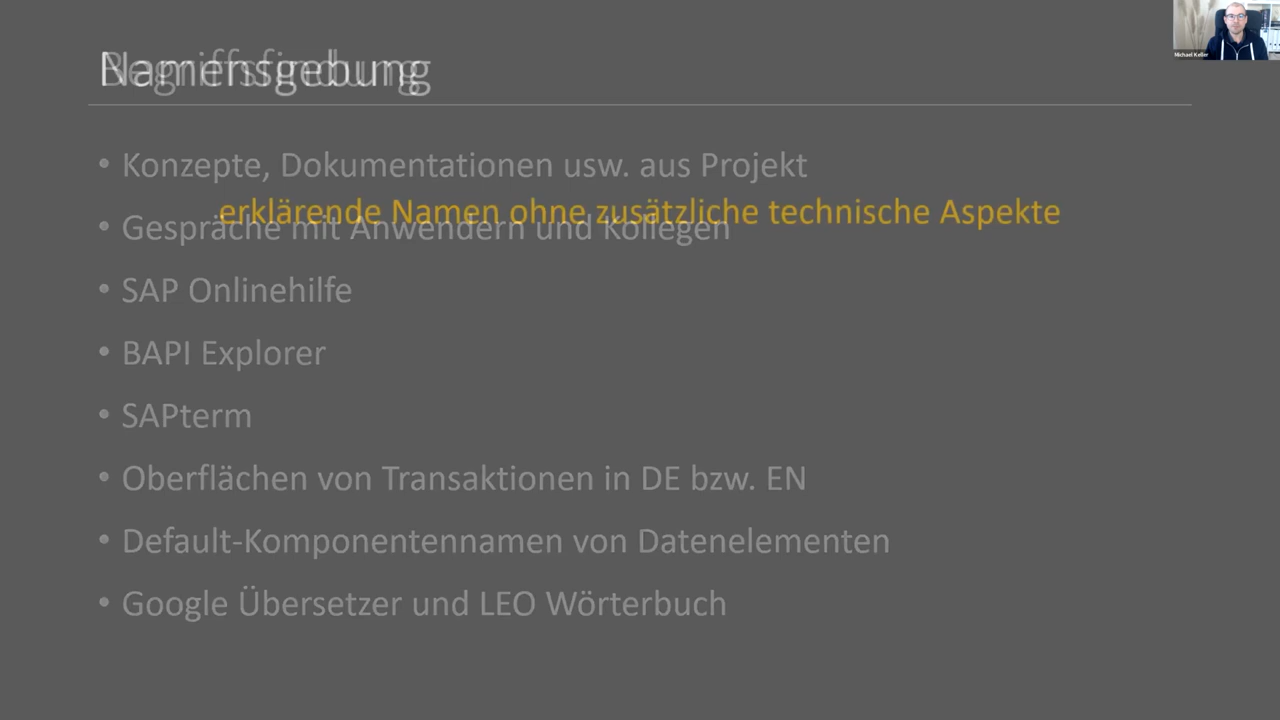 Namensgebung
Begriffsfindung
Michael Keller
• Konzepte, Dokumentationen usw. aus Projekt
erklärende Namen ohne zusätzliche technische Aspekte
• Gespräche mit Anwendern und Kollegen
• SAP Onlinehilfe
• BAPI Explorer
• SAPterm
• Oberflächen von Transaktionen in DE bzw. EN
• Default-Komponentennamen von Datenelementen
• Google Übersetzer und LEO Wörterbuch